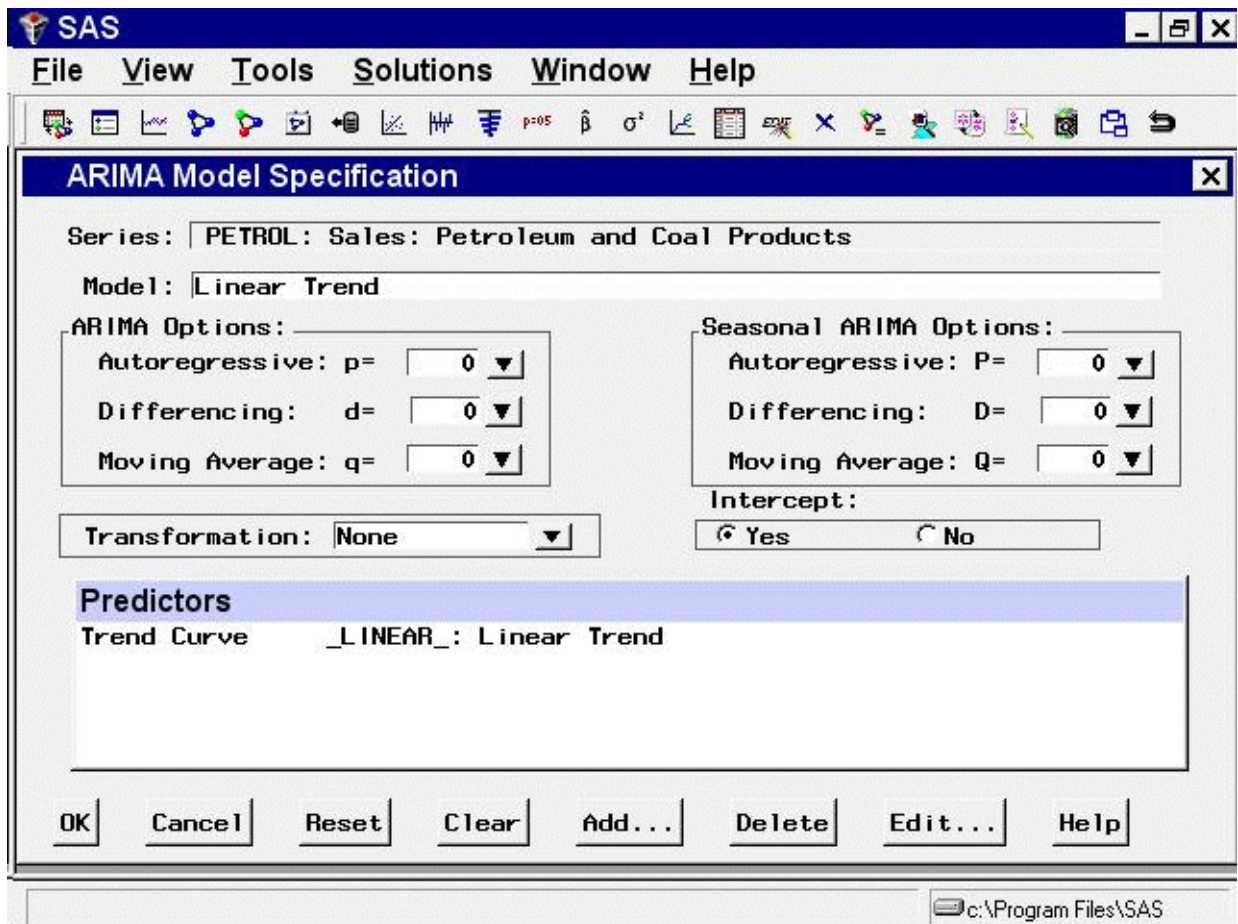 SAS
File View Tools Solutions Window Help
p=05 β̂ σ² EDIT
ARIMA Model Specification
Series: PETROL: Sales: Petroleum and Coal Products
Model: Linear Trend
ARIMA Options:
Autoregressive: p= 0
Differencing: d= 0
Moving Average: q= 0
Seasonal ARIMA Options:
Autoregressive: P= 0
Differencing: D= 0
Moving Average: Q= 0
Transformation: None
Intercept:
Yes No
Predictors
Trend Curve _LINEAR_: Linear Trend
OK Cancel Reset Clear Add... Delete Edit... Help
c:\Program Files\SAS